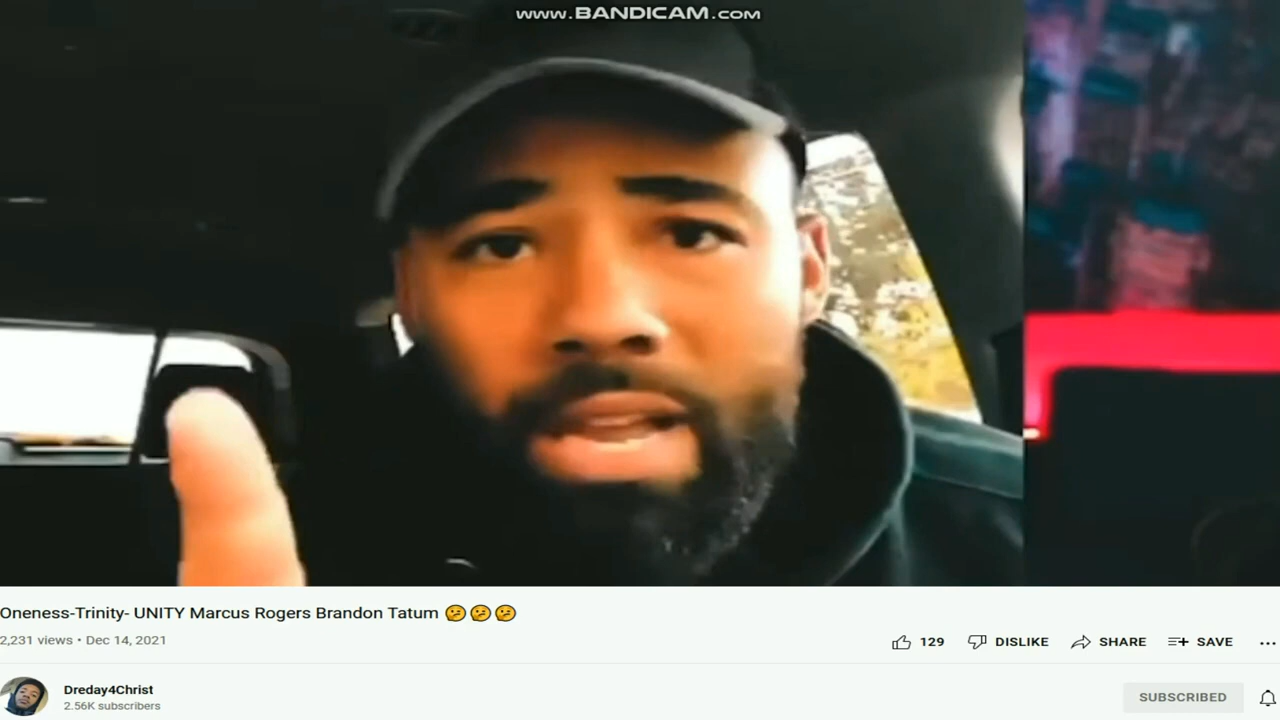 www.BANDICAM.com
Oneness-Trinity- UNITY Marcus Rogers Brandon Tatum 🫤🫤🫤
2,231 views • Dec 14, 2021
129 DISLIKE SHARE SAVE ...
Dreday4Christ
2.56K subscribers
SUBSCRIBED